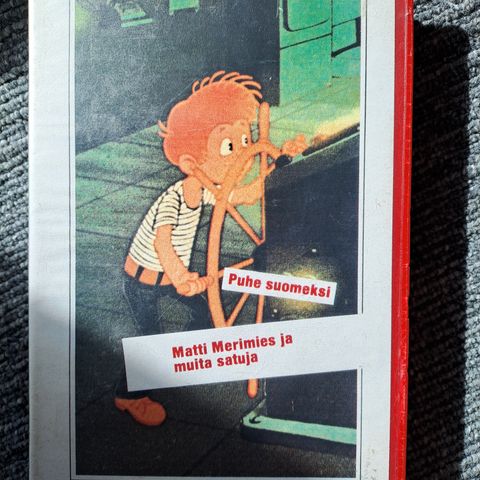 Puhe suomeksi
Matti Merimies ja
muita satuja